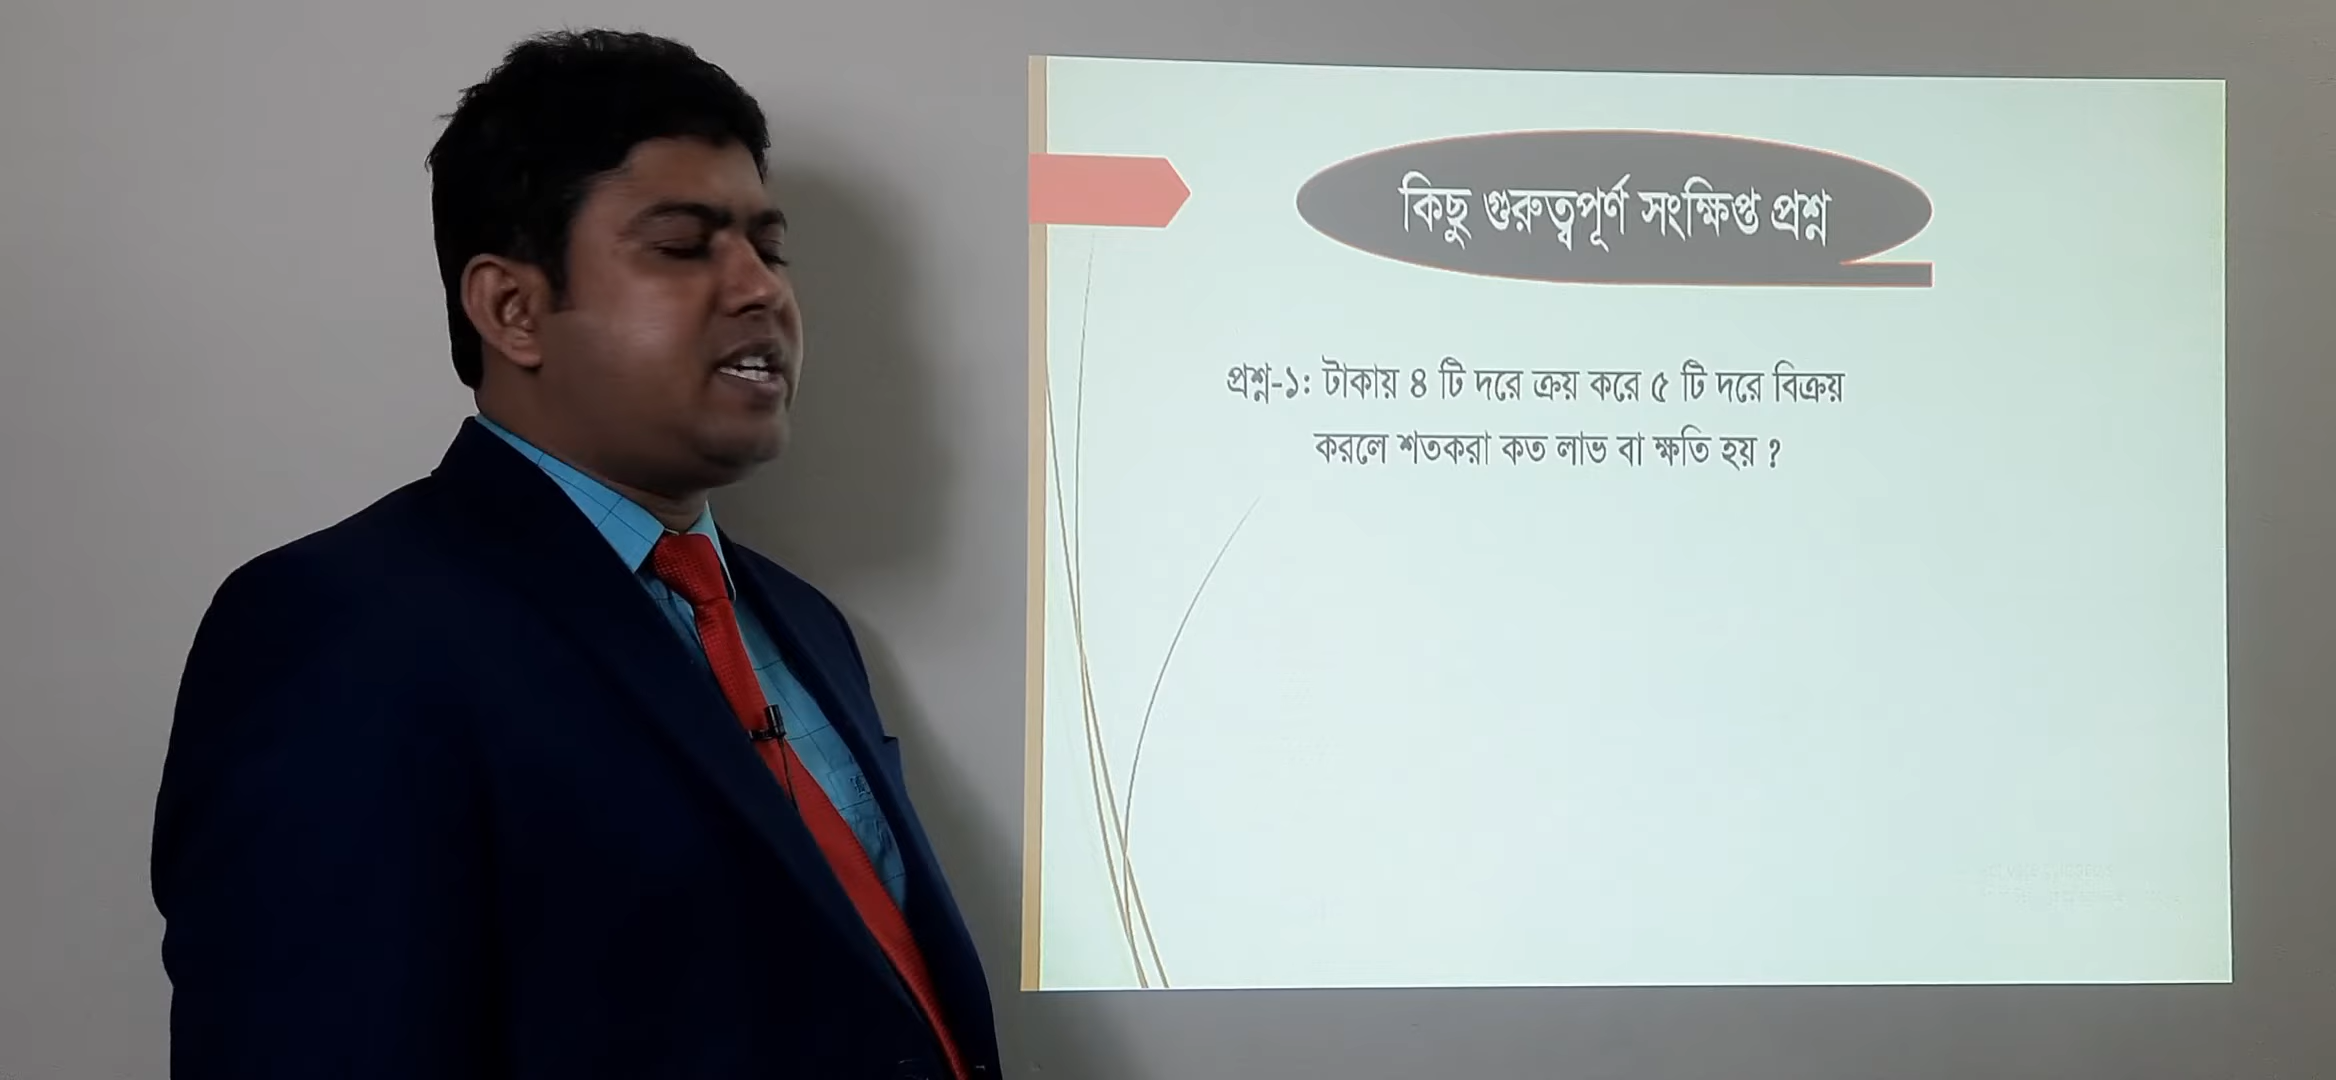 কিছু গুরুত্বপূর্ণ সংক্ষিপ্ত প্রশ্ন
প্রশ্ন-১: টাকায় ৪ টি দরে ক্রয় করে ৫ টি দরে বিক্রয়
করলে শতকরা কত লাভ বা ক্ষতি হয় ?